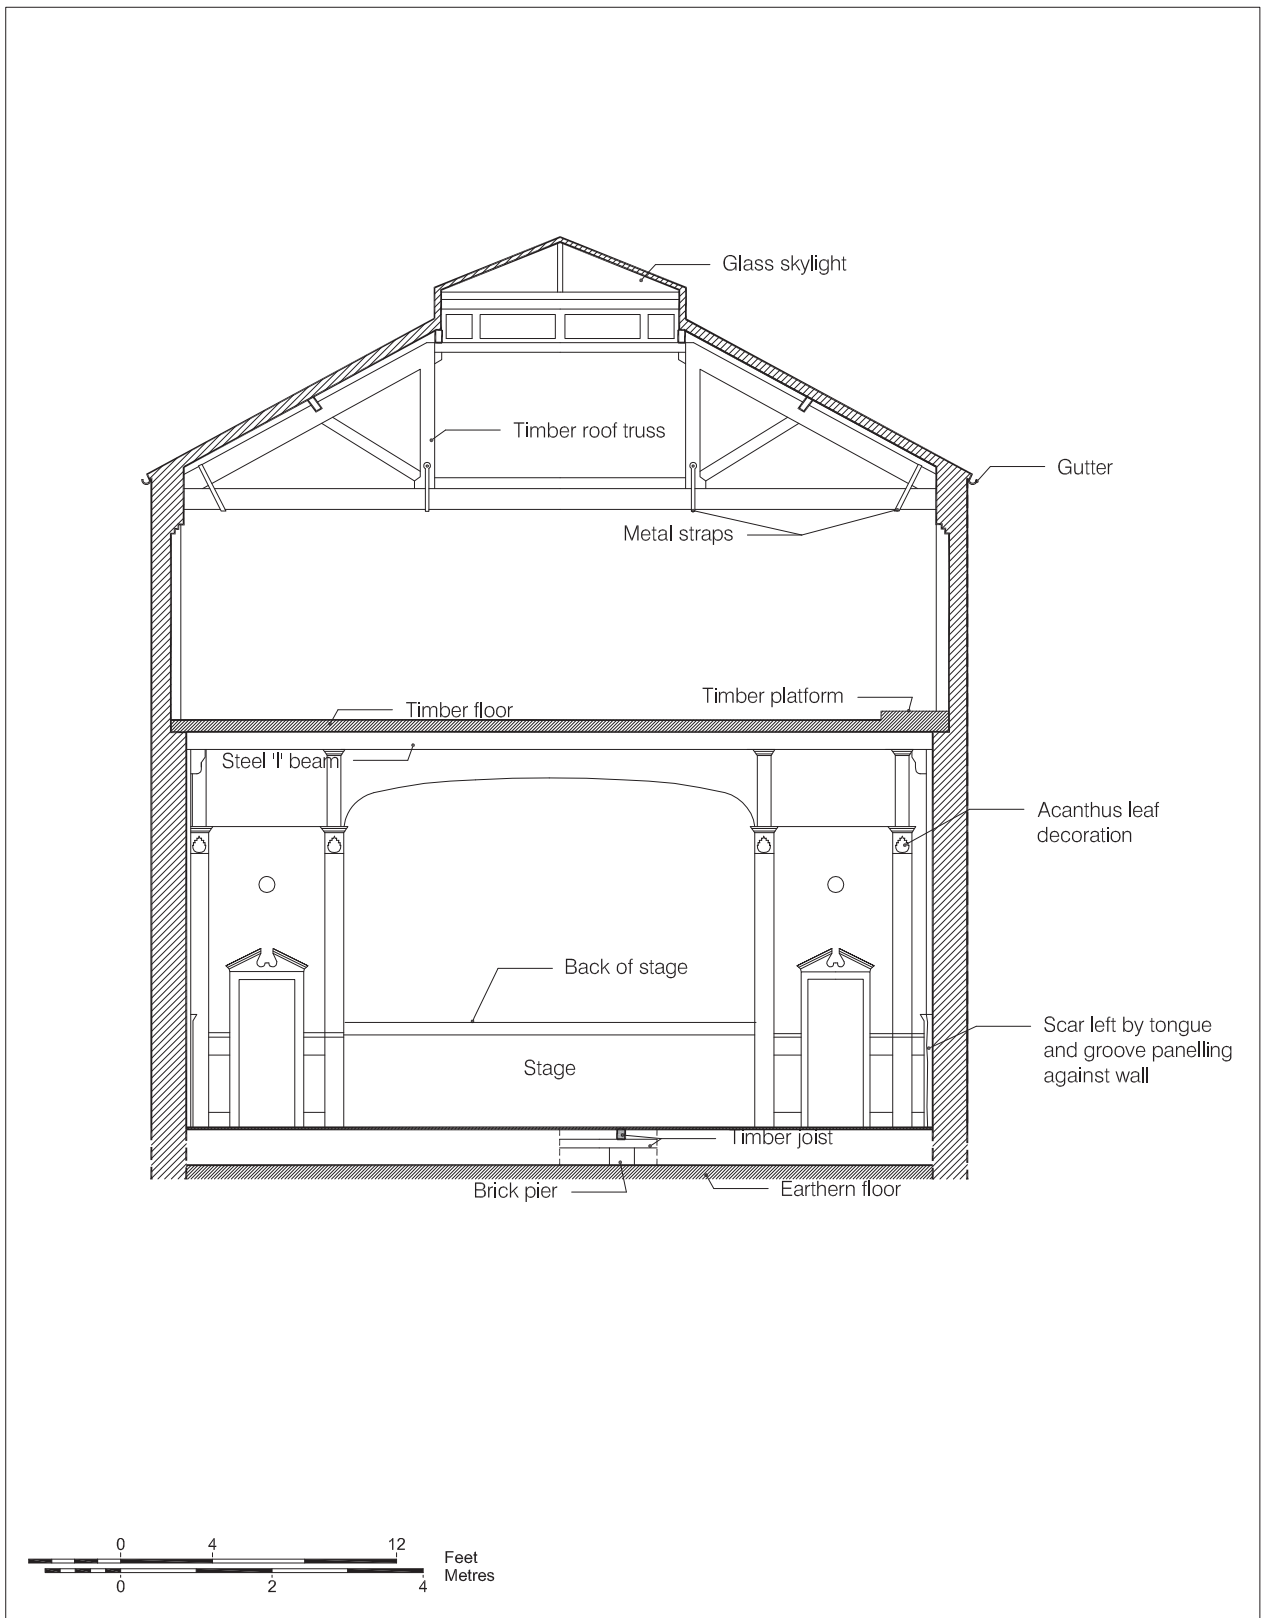 Glass skylight
Timber roof truss
Gutter
Metal straps
Timber platform
Timber floor
Steel 'I' beam
Acanthus leaf
decoration
Back of stage
Scar left by tongue
and groove panelling
against wall
Stage
Timber joist
Brick pier
Earthern floor
0 4 12
Feet
Metres
0 2 4